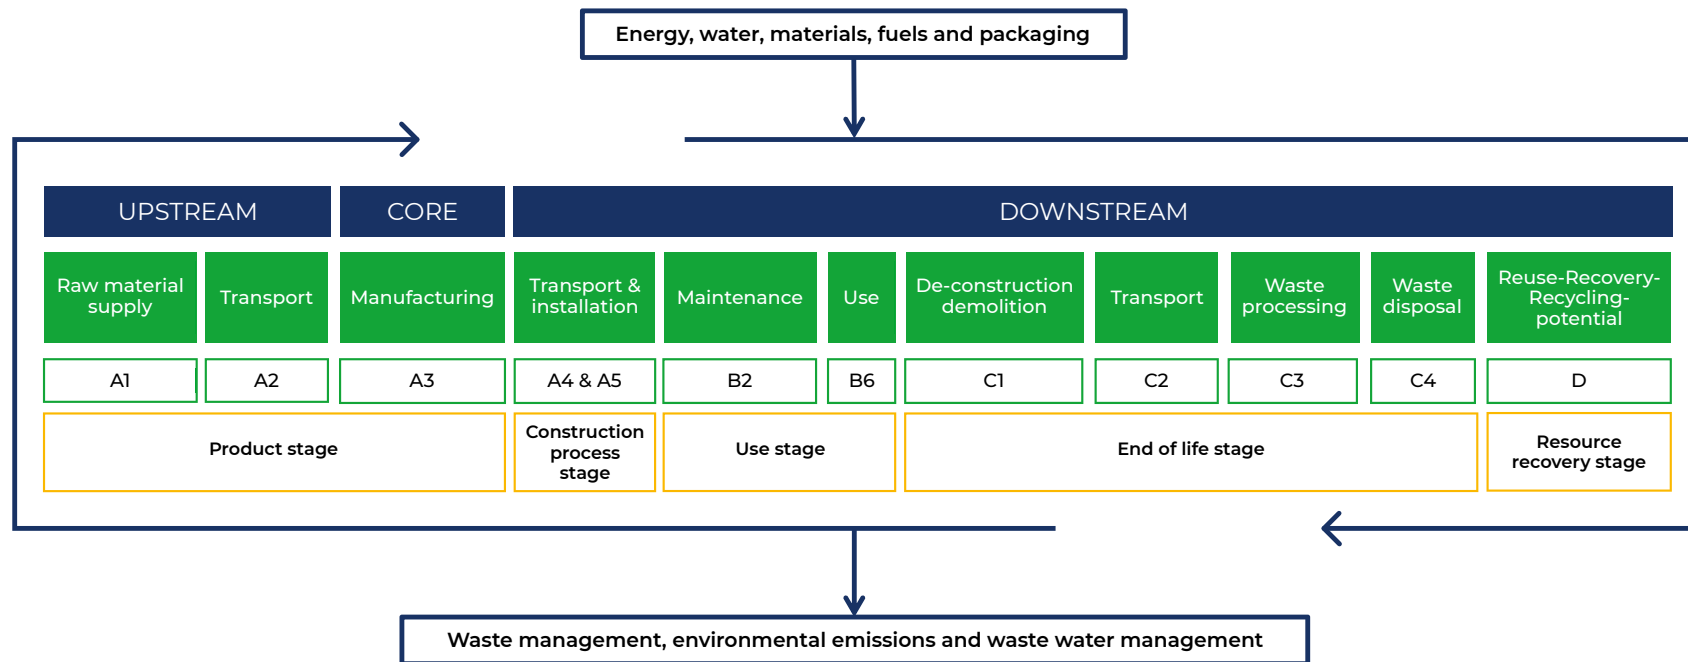 Energy, water, materials, fuels and packaging
UPSTREAM
CORE
DOWNSTREAM
Raw material
supply
Transport
Manufacturing
Transport &
installation
Maintenance
Use
De-construction
demolition
Transport
Waste
processing
Waste
disposal
Reuse-Recovery-
Recycling-
potential
A1
A2
A3
A4 & A5
B2
B6
C1
C2
C3
C4
D
Product stage
Construction
process
stage
Use stage
End of life stage
Resource
recovery stage
Waste management, environmental emissions and waste water management